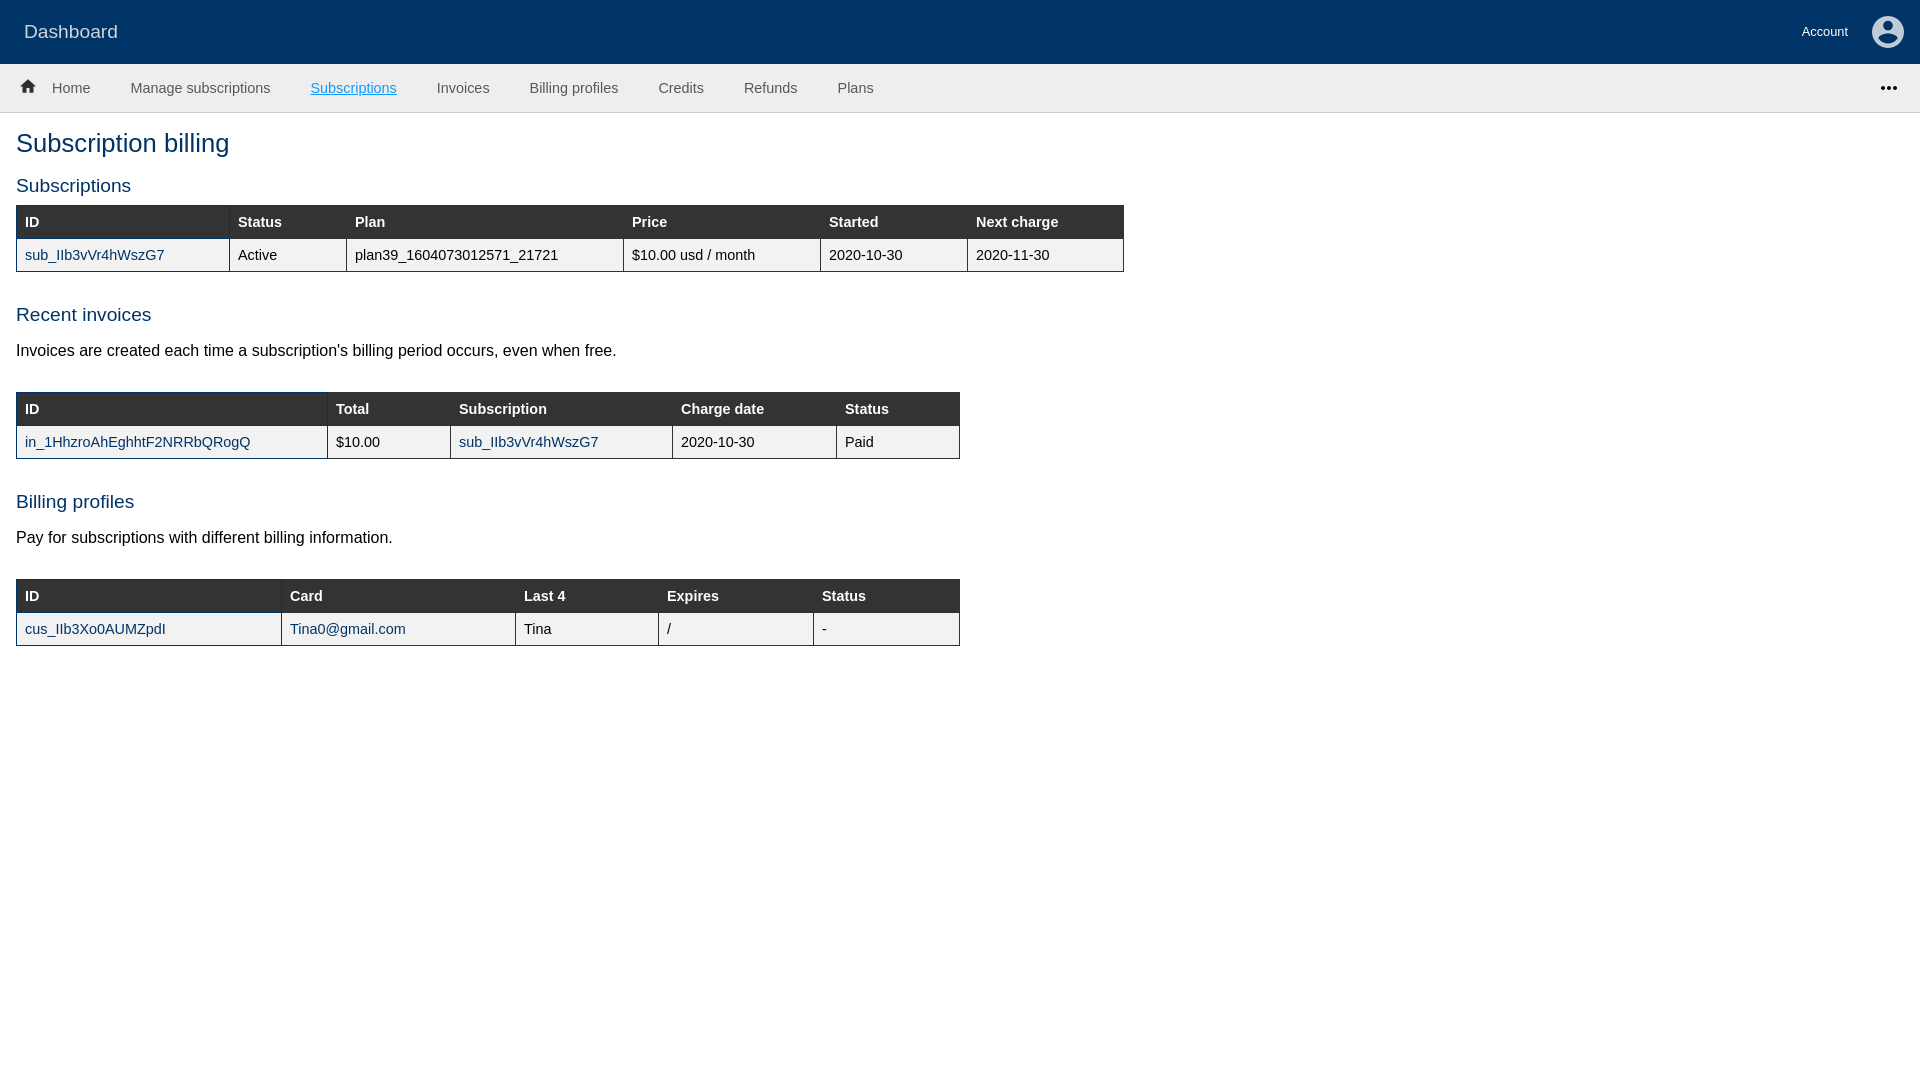 Dashboard
Account
Home Manage subscriptions Subscriptions Invoices Billing profiles Credits Refunds Plans
Subscription billing
Subscriptions
ID Status Plan Price Started Next charge
sub_IIb3vVr4hWszG7 Active plan39_1604073012571_21721 $10.00 usd / month 2020-10-30 2020-11-30
Recent invoices
Invoices are created each time a subscription's billing period occurs, even when free.
ID Total Subscription Charge date Status
in_1HhzroAhEghhtF2NRRbQRogQ $10.00 sub_IIb3vVr4hWszG7 2020-10-30 Paid
Billing profiles
Pay for subscriptions with different billing information.
ID Card Last 4 Expires Status
cus_IIb3Xo0AUMZpdI Tina0@gmail.com Tina / -